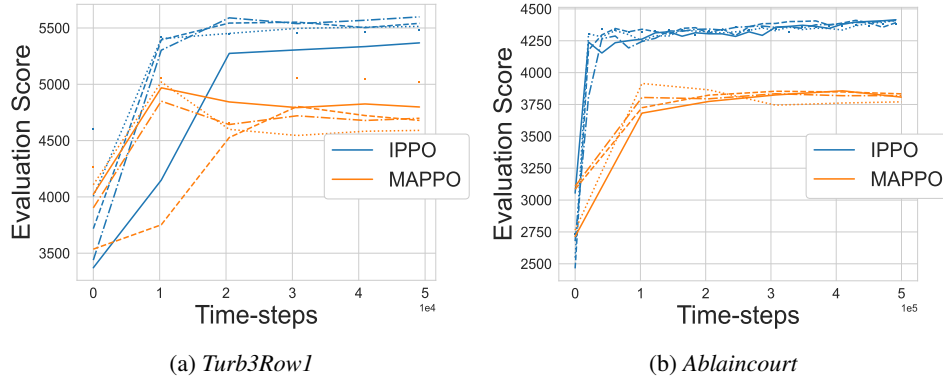 Evaluation Score
5500
5000
4500
4000
3500
0
1
2
3
4
5
1e4
Time-steps
IPPO
MAPPO
(a) Turb3Row1
Evaluation Score
4500
4250
4000
3750
3500
3250
3000
2750
2500
0
1
2
3
4
5
1e5
Time-steps
IPPO
MAPPO
(b) Ablaincourt